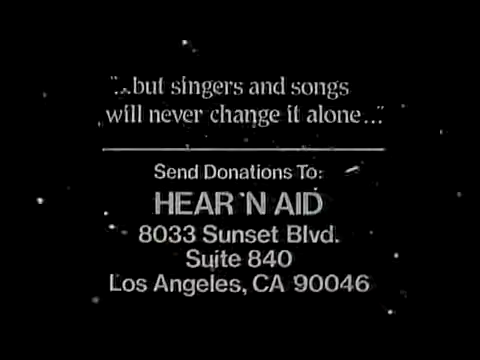 "...but singers and songs
will never change it alone..."
Send Donations To:
HEAR 'N AID
8033 Sunset Blvd.
Suite 840
Los Angeles, CA 90046